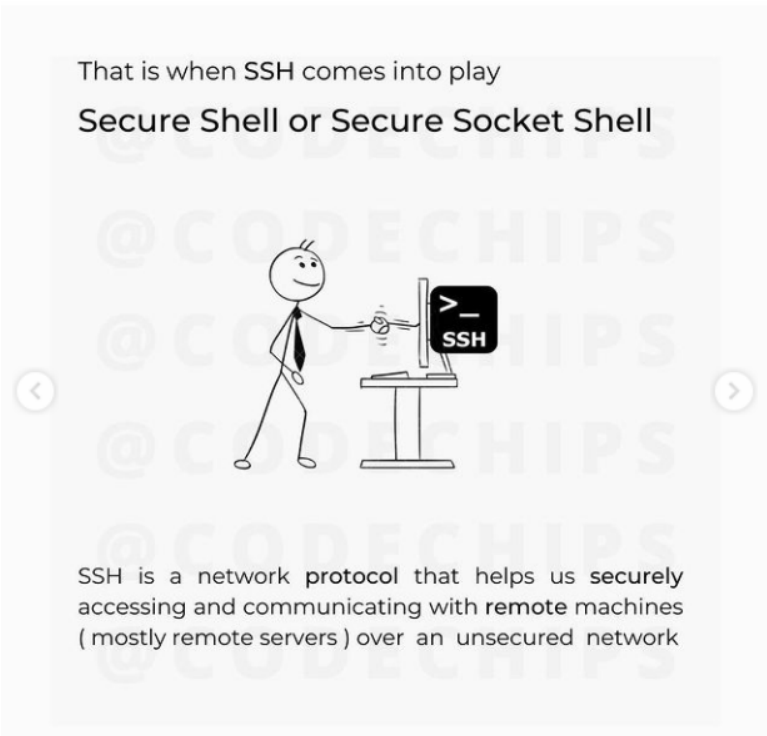 That is when SSH comes into play
Secure Shell or Secure Socket Shell
@CODECHIPS
@CODECHIPS
>_
SSH
@CODECHIPS
@CODECHIPS
@CODECHIPS
SSH is a network protocol that helps us securely
accessing and communicating with remote machines
( mostly remote servers ) over an unsecured network
@CODECHIPS